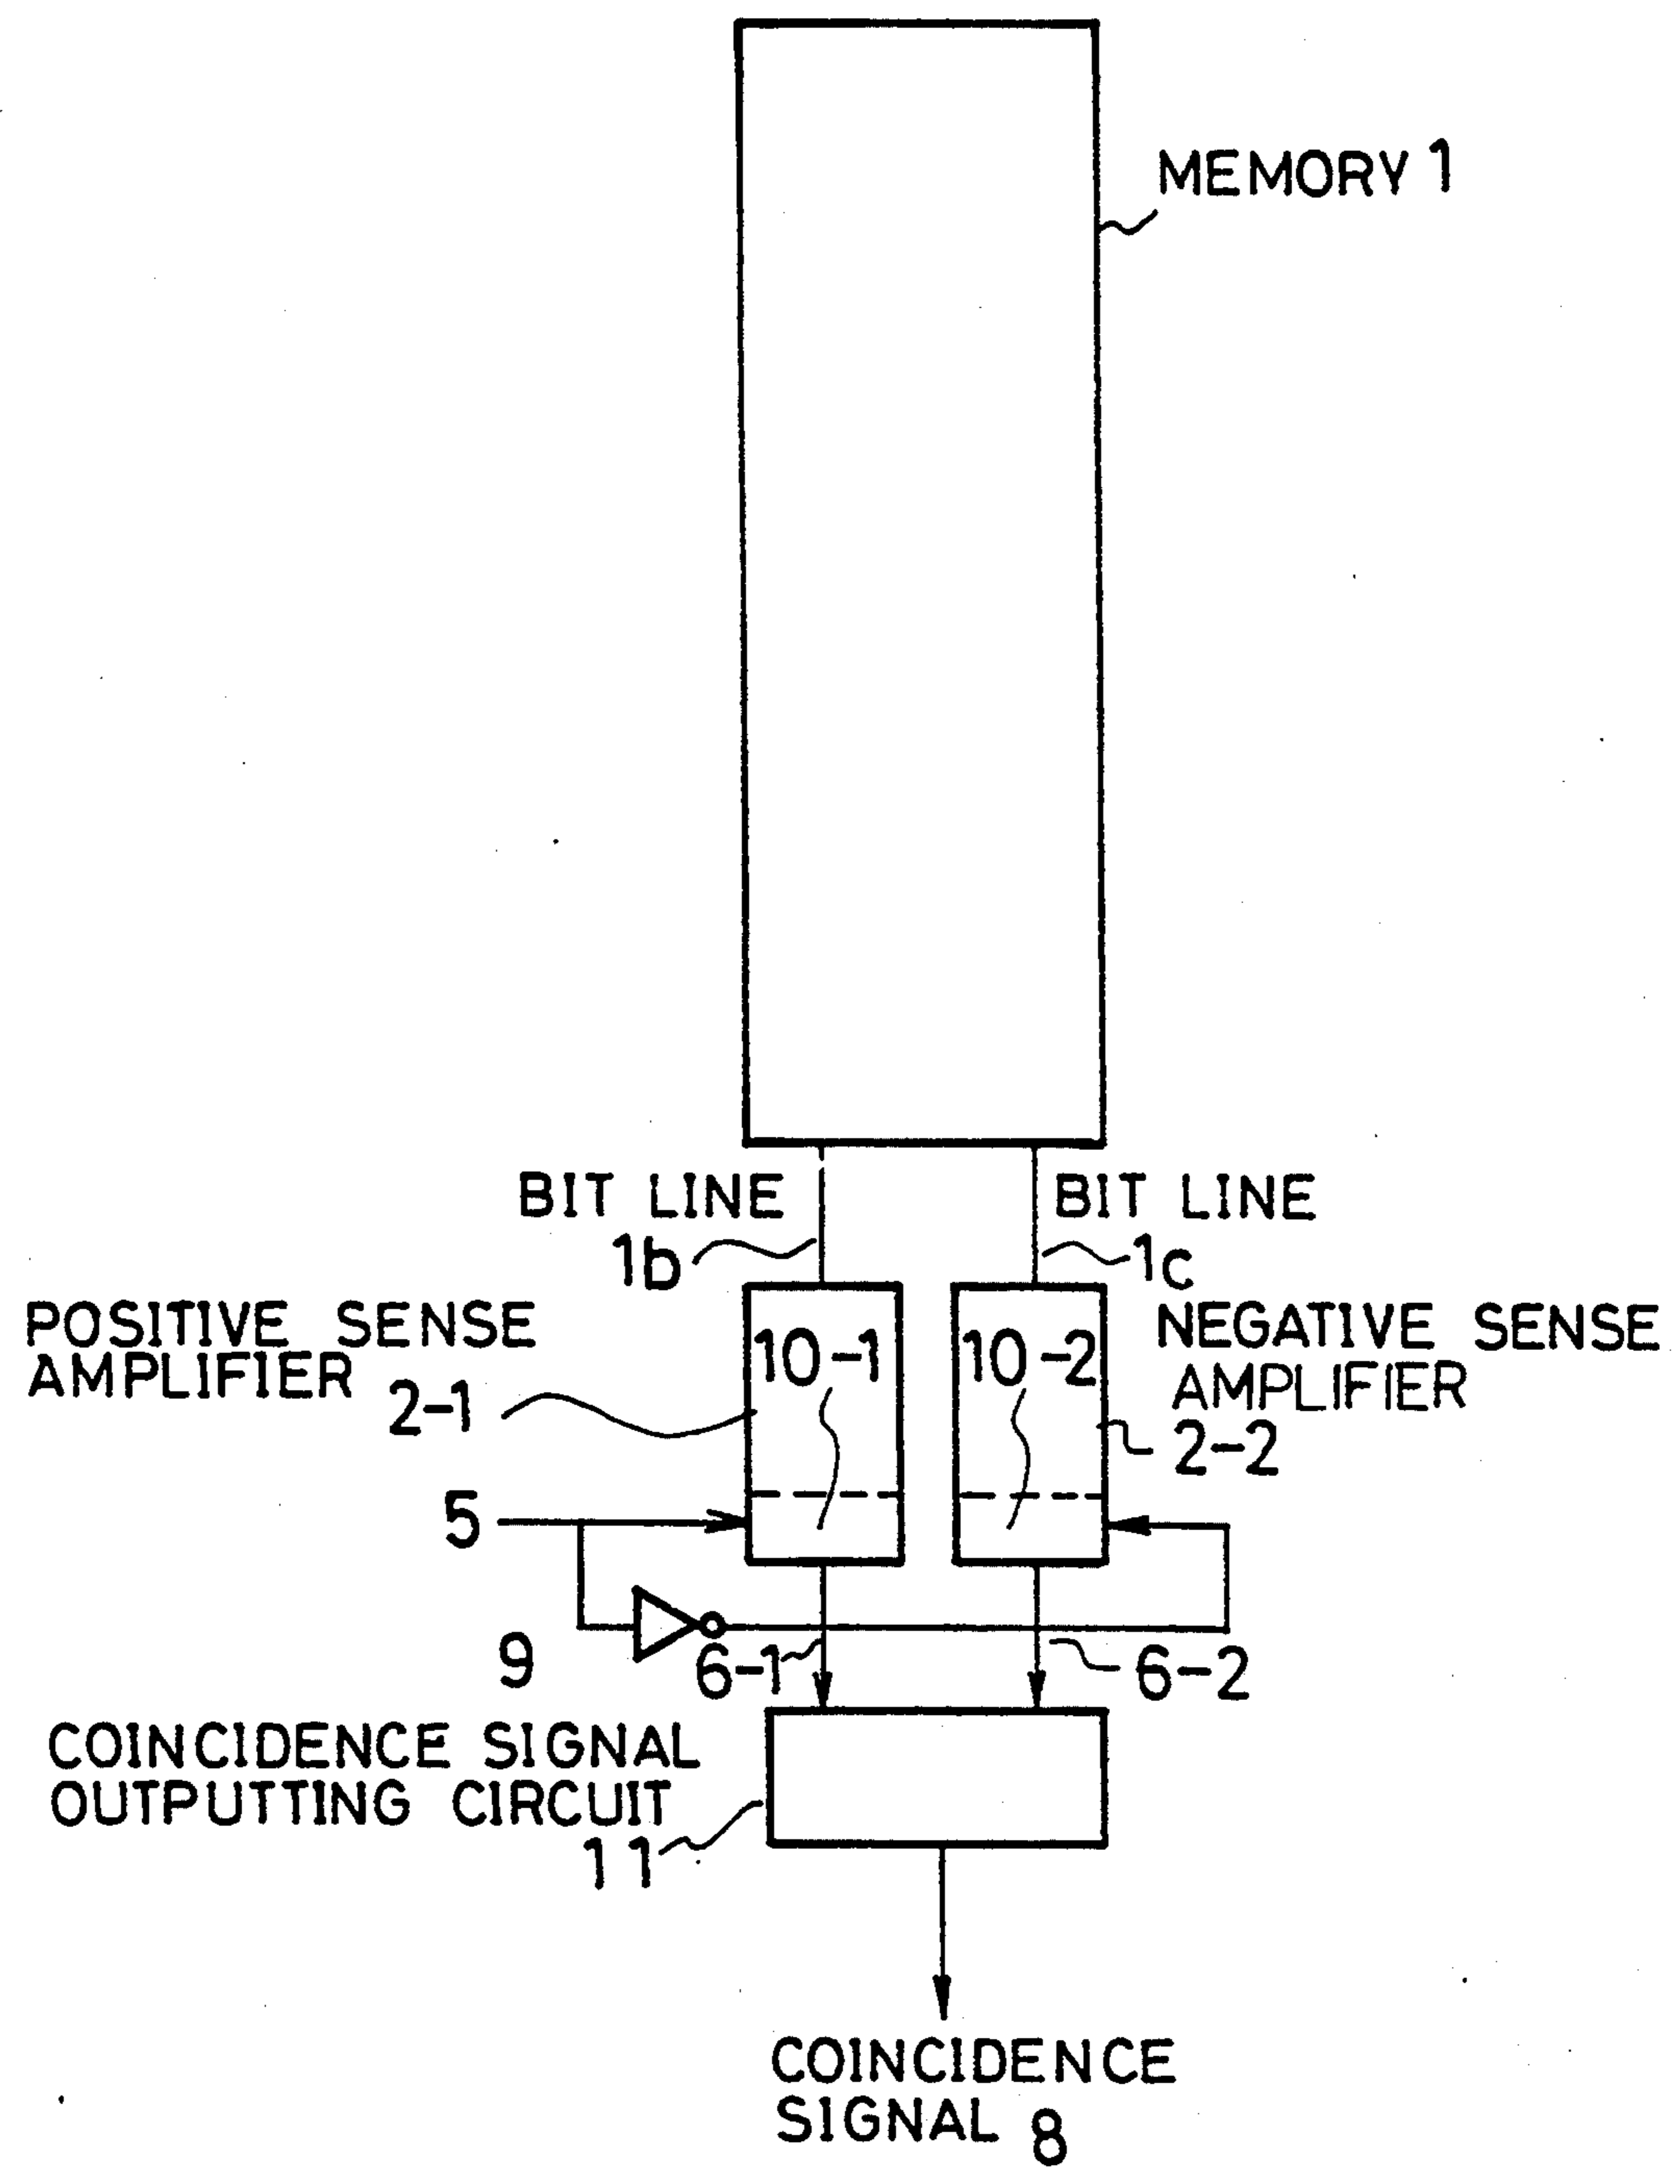 MEMORY 1
BIT LINE
1b
BIT LINE
1c
POSITIVE SENSE
AMPLIFIER
2-1
10-1
10-2
NEGATIVE SENSE
AMPLIFIER
2-2
5
9
6-1
6-2
COINCIDENCE SIGNAL
OUTPUTTING CIRCUIT
11
COINCIDENCE
SIGNAL 8